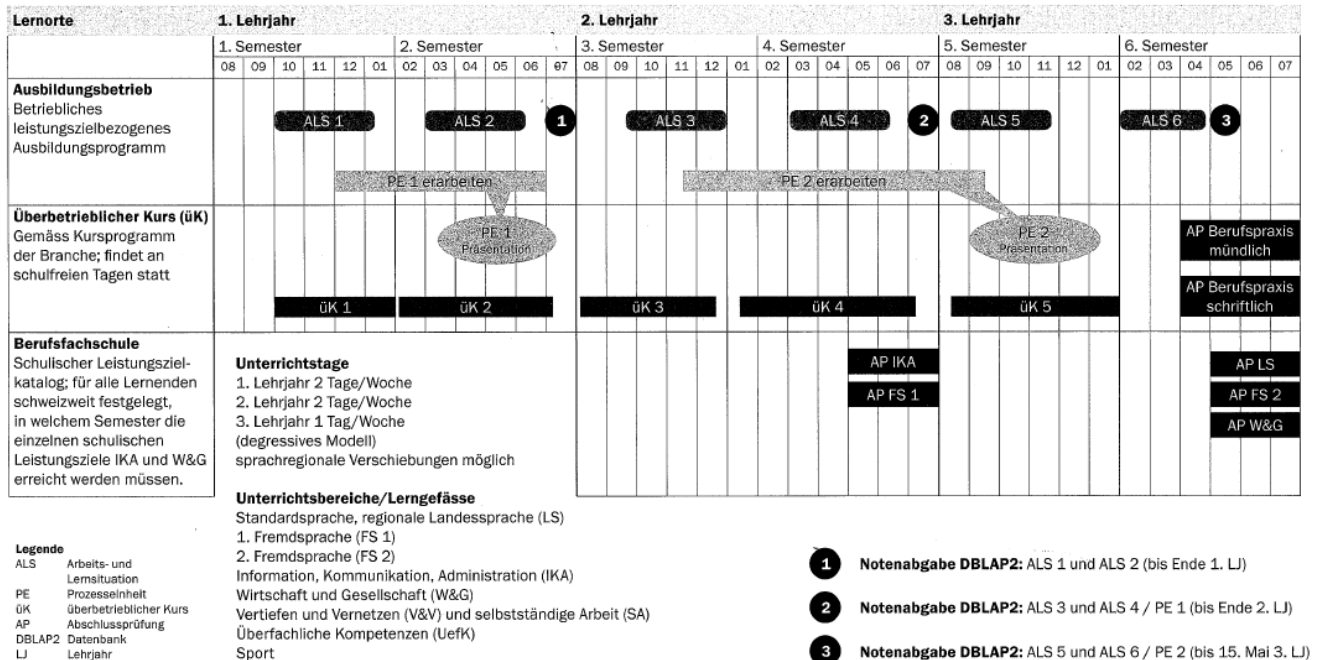 Lernorte 1. Lehrjahr 2. Lehrjahr 3. Lehrjahr
1. Semester 2. Semester 3. Semester 4. Semester 5. Semester 6. Semester
08 09 10 11 12 01 02 03 04 05 06 07 08 09 10 11 12 01 02 03 04 05 06 07 08 09 10 11 12 01 02 03 04 05 06 07
Ausbildungsbetrieb
Betriebliches
leistungszielbezogenes
Ausbildungsprogramm
ALS 1 ALS 2 1 ALS 3 ALS 4 2 ALS 5 ALS 6 3
PE 1 erarbeiten PE 2 erarbeiten
Überbetrieblicher Kurs (üK)
Gemäss Kursprogramm
der Branche; findet an
schulfreien Tagen statt
PE 1
Präsentation
PE 2
Präsentation
AP Berufspraxis
mündlich
AP Berufspraxis
schriftlich
üK 1 üK 2 üK 3 üK 4 üK 5
Berufsfachschule
Schulischer Leistungsziel-
katalog; für alle Lernenden
schweizweit festgelegt,
in welchem Semester die
einzelnen schulischen
Leistungsziele IKA und W&G
erreicht werden müssen.
Unterrichtstage
1. Lehrjahr 2 Tage/Woche
2. Lehrjahr 2 Tage/Woche
3. Lehrjahr 1 Tag/Woche
(degressives Modell)
sprachregionale Verschiebungen möglich
AP IKA
AP FS 1
AP LS
AP FS 2
AP W&G
Unterrichtsbereiche/Lerngefässe
Standardsprache, regionale Landessprache (LS)
1. Fremdsprache (FS 1)
2. Fremdsprache (FS 2)
Information, Kommunikation, Administration (IKA)
Wirtschaft und Gesellschaft (W&G)
Vertiefen und Vernetzen (V&V) und selbstständige Arbeit (SA)
Überfachliche Kompetenzen (UefK)
Sport
Legende
ALS Arbeits- und
Lernsituation
PE Prozesseinheit
üK überbetrieblicher Kurs
AP Abschlussprüfung
DBLAP2 Datenbank
LJ Lehrjahr
1 Notenabgabe DBLAP2: ALS 1 und ALS 2 (bis Ende 1. LJ)
2 Notenabgabe DBLAP2: ALS 3 und ALS 4 / PE 1 (bis Ende 2. LJ)
3 Notenabgabe DBLAP2: ALS 5 und ALS 6 / PE 2 (bis 15. Mai 3. LJ)